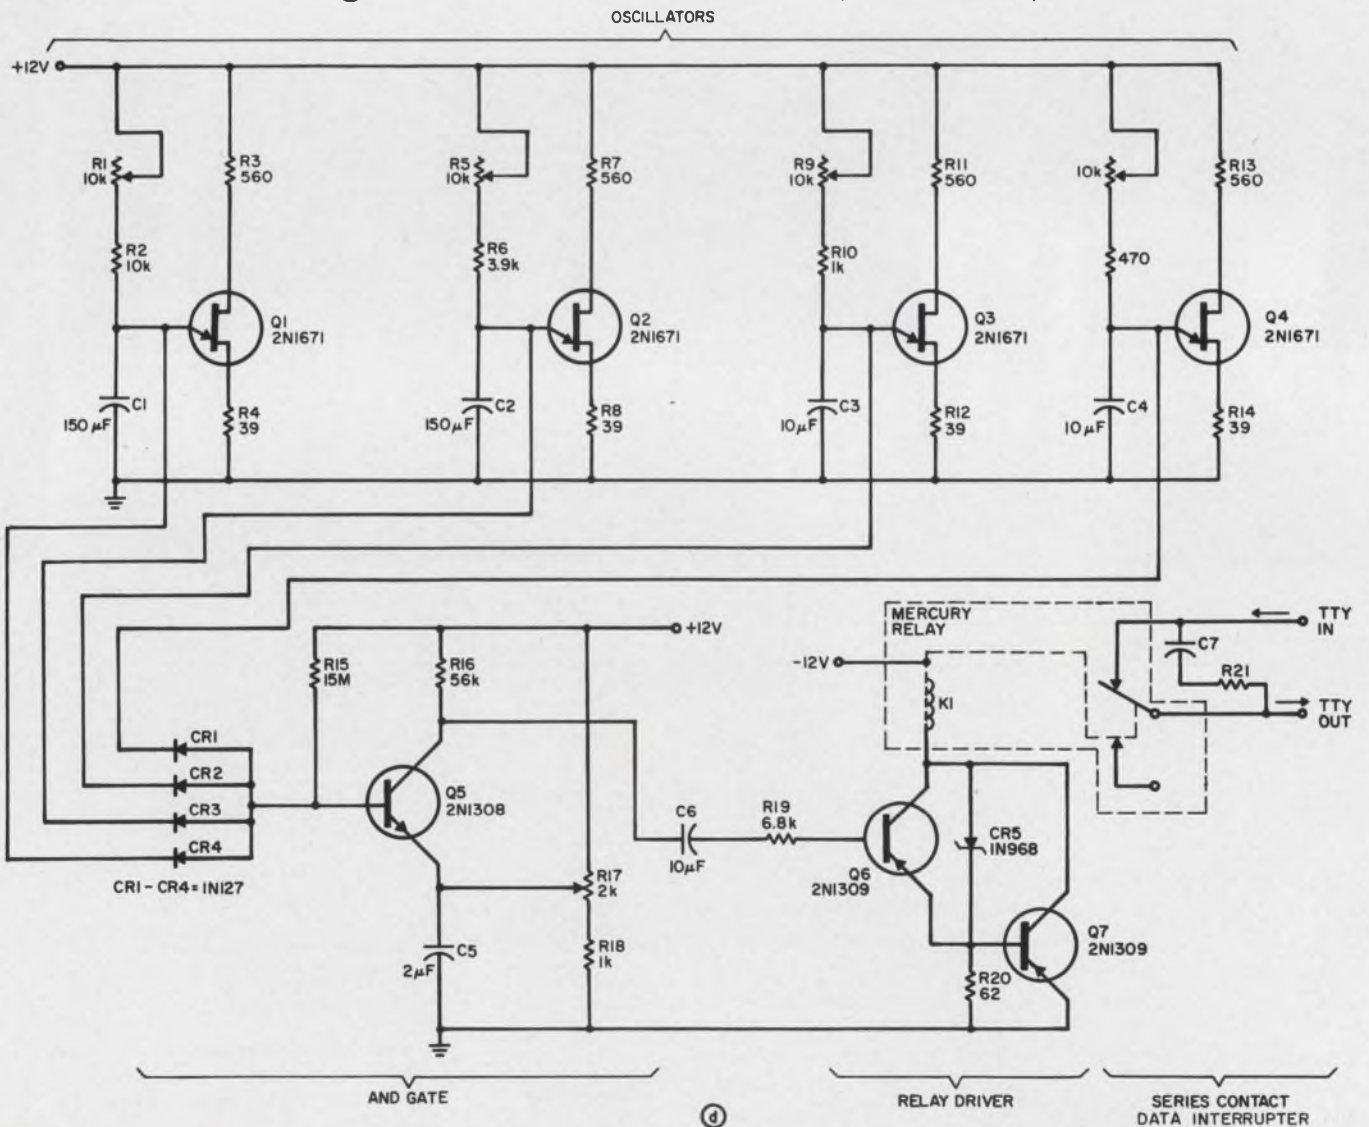 OSCILLATORS
+12V
R1
10k
R3
560
R5
10k
R7
560
R9
10k
R11
560
10k
R13
560
R2
10k
R6
3.9k
R10
1k
470
Q1
2N1671
Q2
2N1671
Q3
2N1671
Q4
2N1671
C1
150µF
R4
39
C2
150µF
R8
39
C3
10µF
R12
39
C4
10µF
R14
39
MERCURY
RELAY
TTY
IN
C7
R21
TTY
OUT
+12V
-12V
K1
R15
15M
R16
56k
CR1
CR2
CR3
CR4
CR1 - CR4 = 1N127
Q5
2N1308
C6
10µF
R19
6.8k
Q6
2N1309
CR5
1N968
R17
2k
R18
1k
C5
2µF
Q7
2N1309
R20
62
AND GATE
RELAY DRIVER
SERIES CONTACT
DATA INTERRUPTER
d